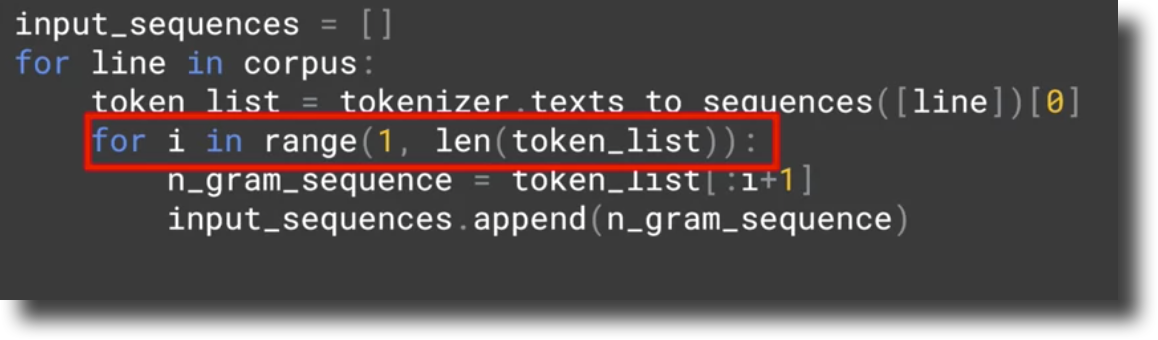 input_sequences = []
for line in corpus:
    token_list = tokenizer.texts_to_sequences([line])[0]
    for i in range(1, len(token_list)):
        n_gram_sequence = token_list[:i+1]
        input_sequences.append(n_gram_sequence)